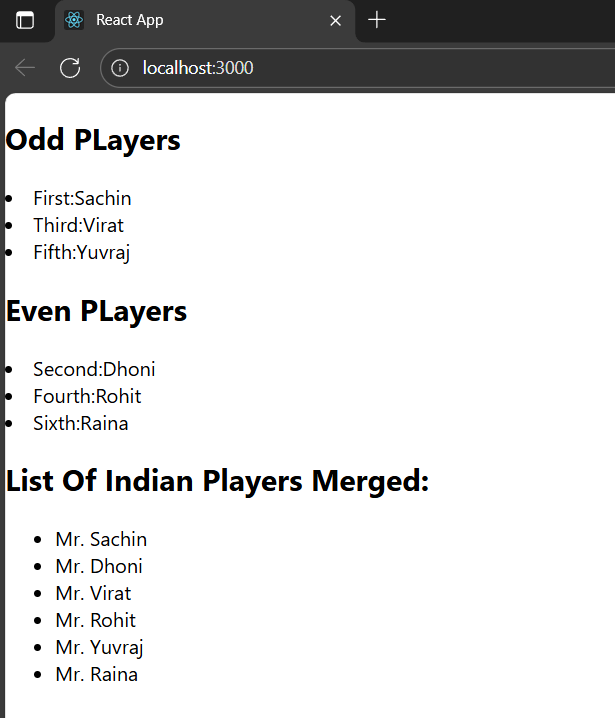 React App
localhost:3000
Odd PLayers
First:Sachin
Third:Virat
Fifth:Yuvraj
Even PLayers
Second:Dhoni
Fourth:Rohit
Sixth:Raina
List Of Indian Players Merged:
Mr. Sachin
Mr. Dhoni
Mr. Virat
Mr. Rohit
Mr. Yuvraj
Mr. Raina